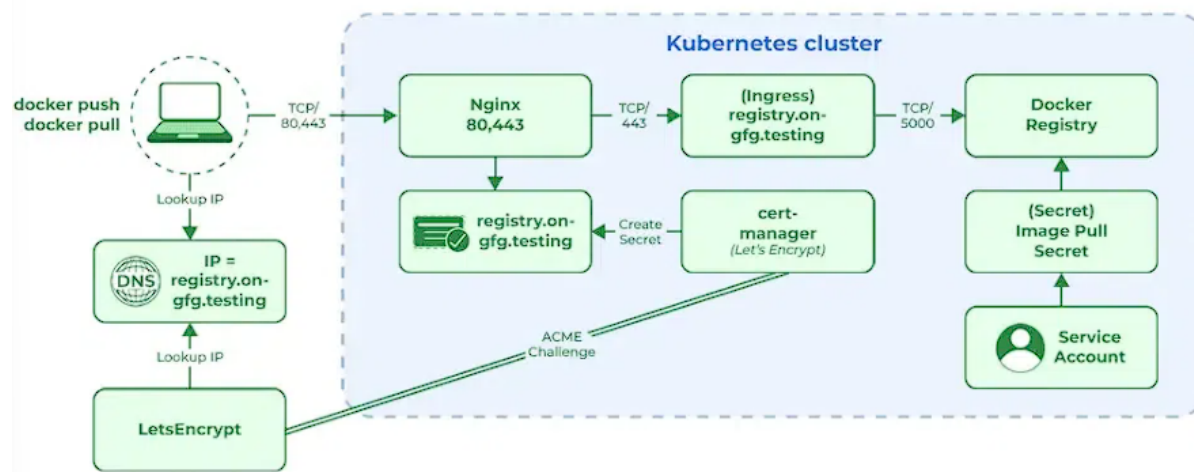 Kubernetes cluster
docker push
docker pull
TCP/
80,443
Nginx
80,443
TCP/
443
(Ingress)
registry.on-
gfg.testing
TCP/
5000
Docker
Registry
Lookup IP
registry.on-
gfg.testing
Create
Secret
cert-
manager
(Let's Encrypt)
(Secret)
Image Pull
Secret
DNS
IP =
registry.on-
gfg.testing
ACME
Challenge
Service
Account
Lookup IP
LetsEncrypt